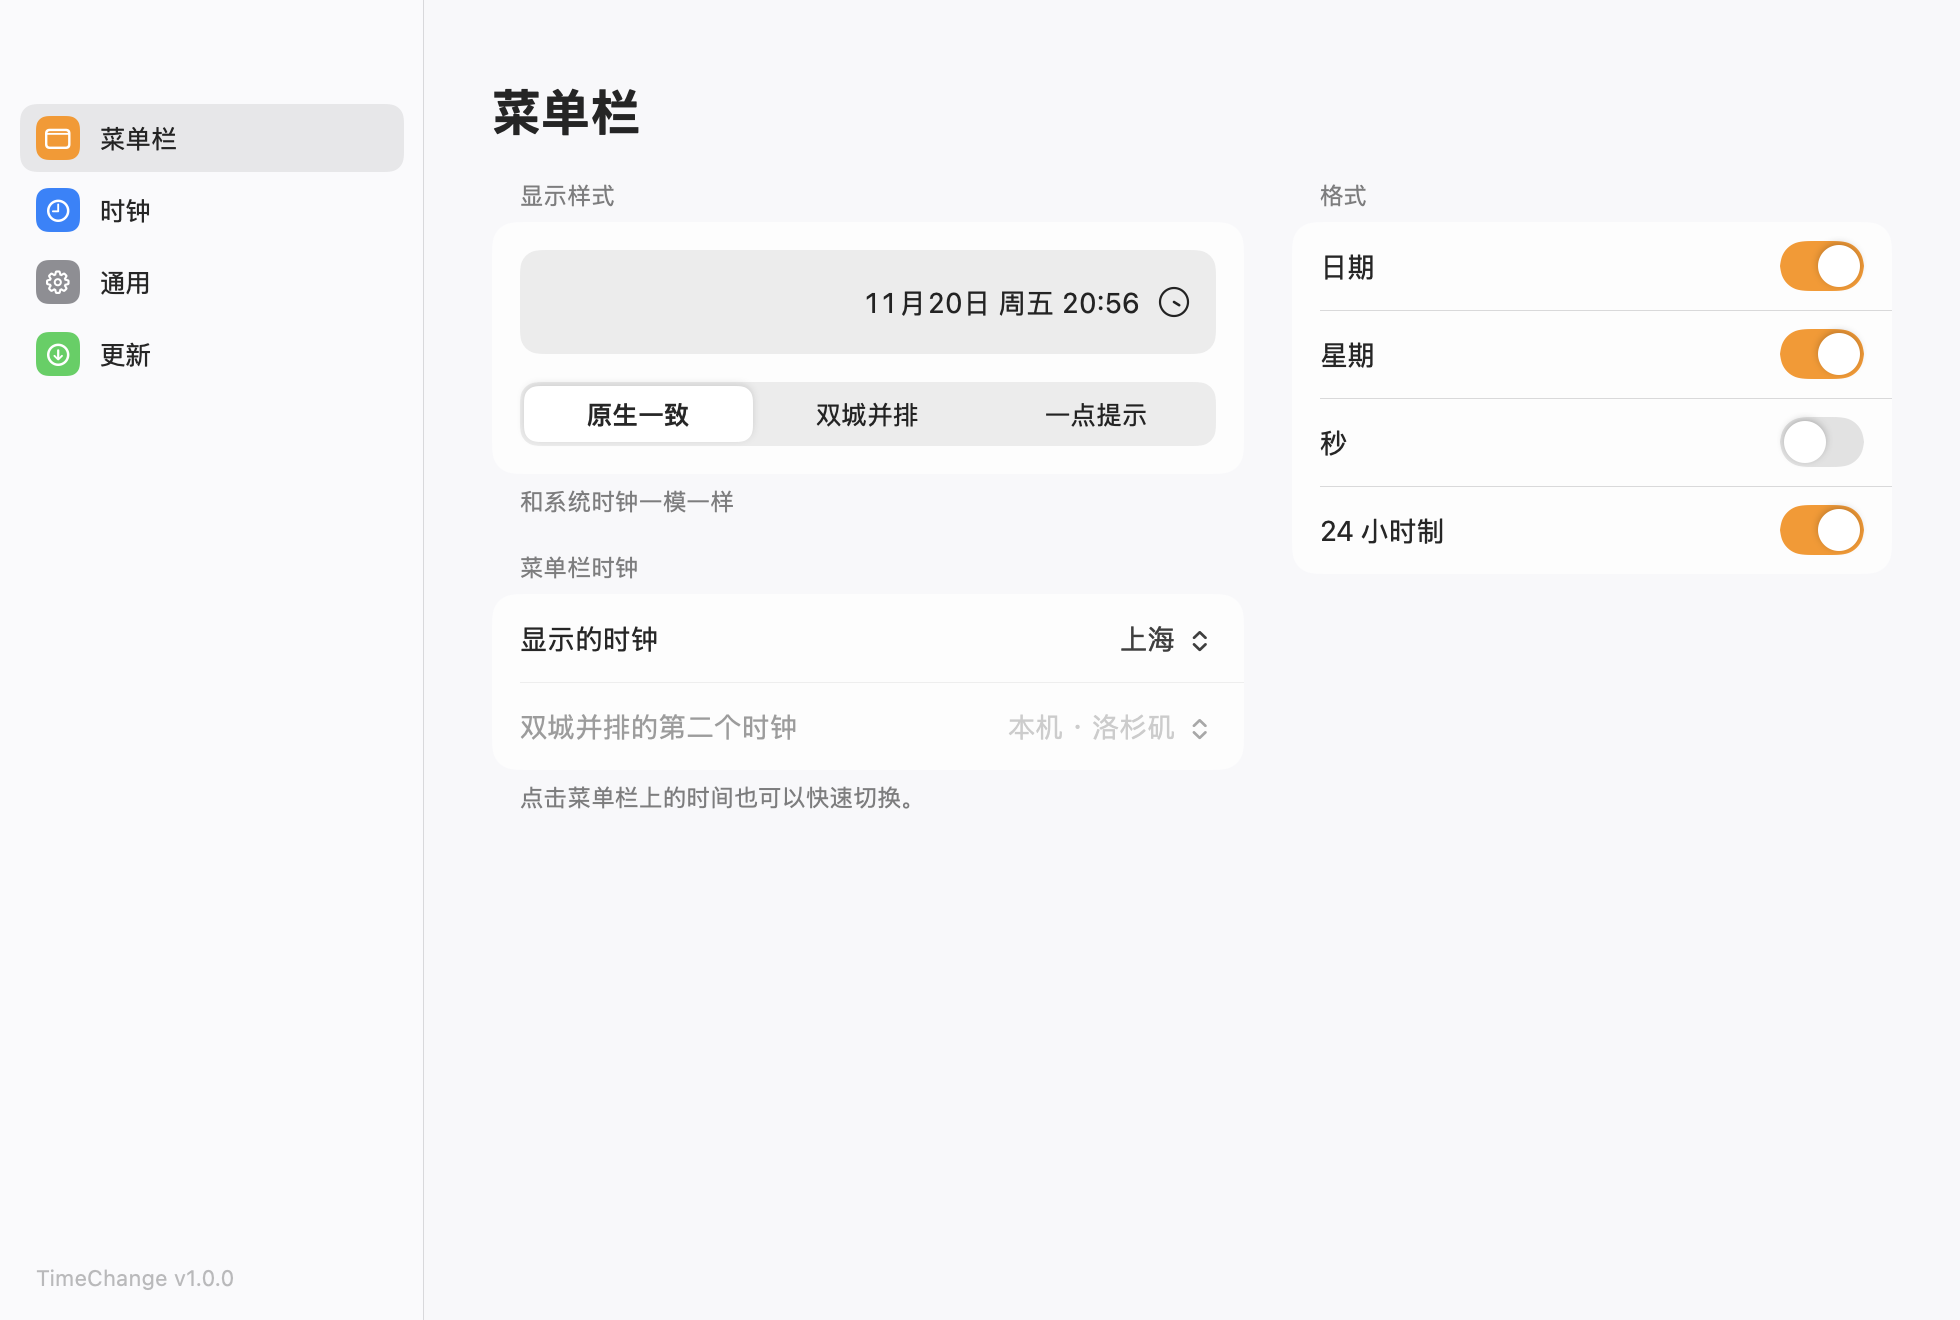 菜单栏
时钟
通用
更新
TimeChange v1.0.0
菜单栏
显示样式
11月20日 周五 20:56
原生一致
双城并排
一点提示
和系统时钟一模一样
菜单栏时钟
显示的时钟
上海
双城并排的第二个时钟
本机 · 洛杉矶
点击菜单栏上的时间也可以快速切换。
格式
日期
星期
秒
24 小时制